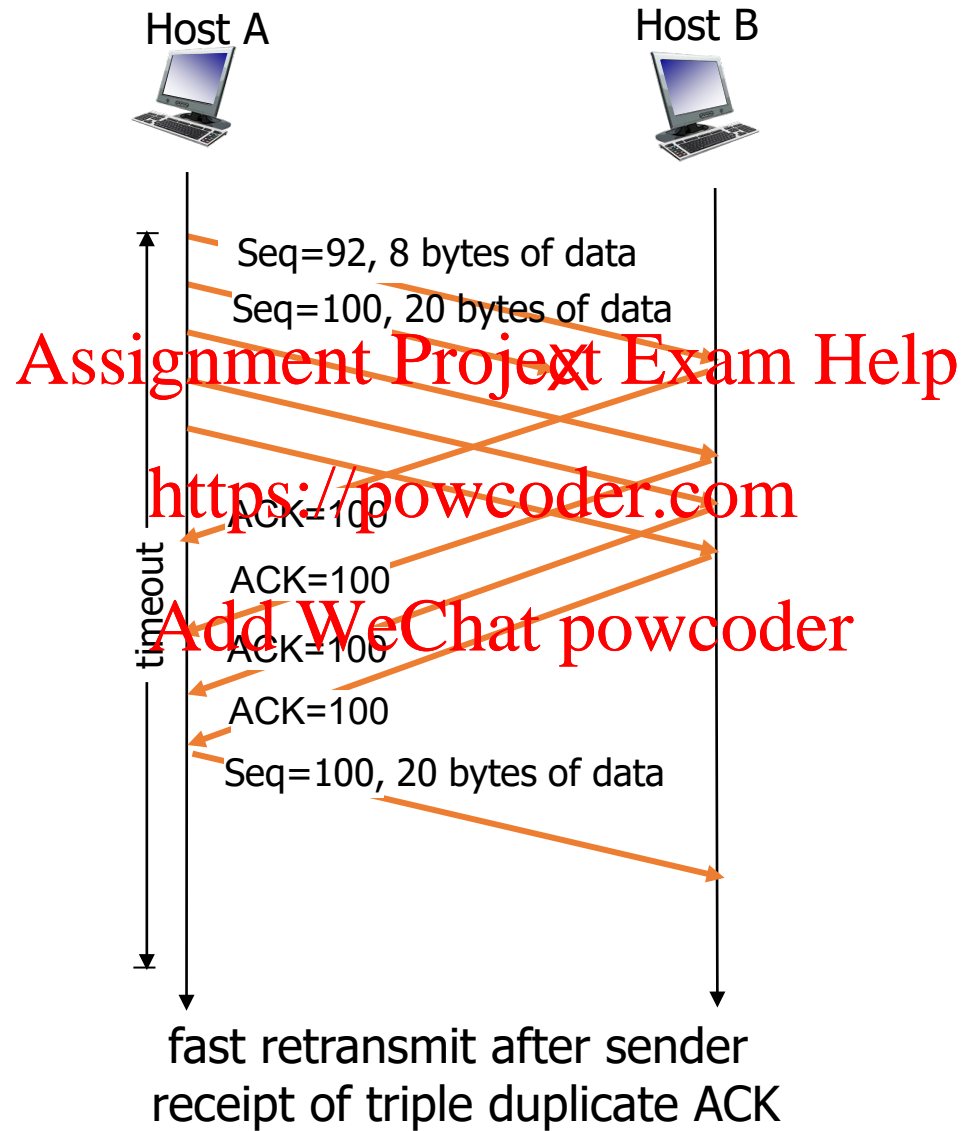 Host A
Host B
Seq=92, 8 bytes of data
Seq=100, 20 bytes of data
X
Assignment Project Exam Help
https://powcoder.com
ACK=100
timeout
ACK=100
Add WeChat powcoder
ACK=100
ACK=100
Seq=100, 20 bytes of data
fast retransmit after sender
receipt of triple duplicate ACK